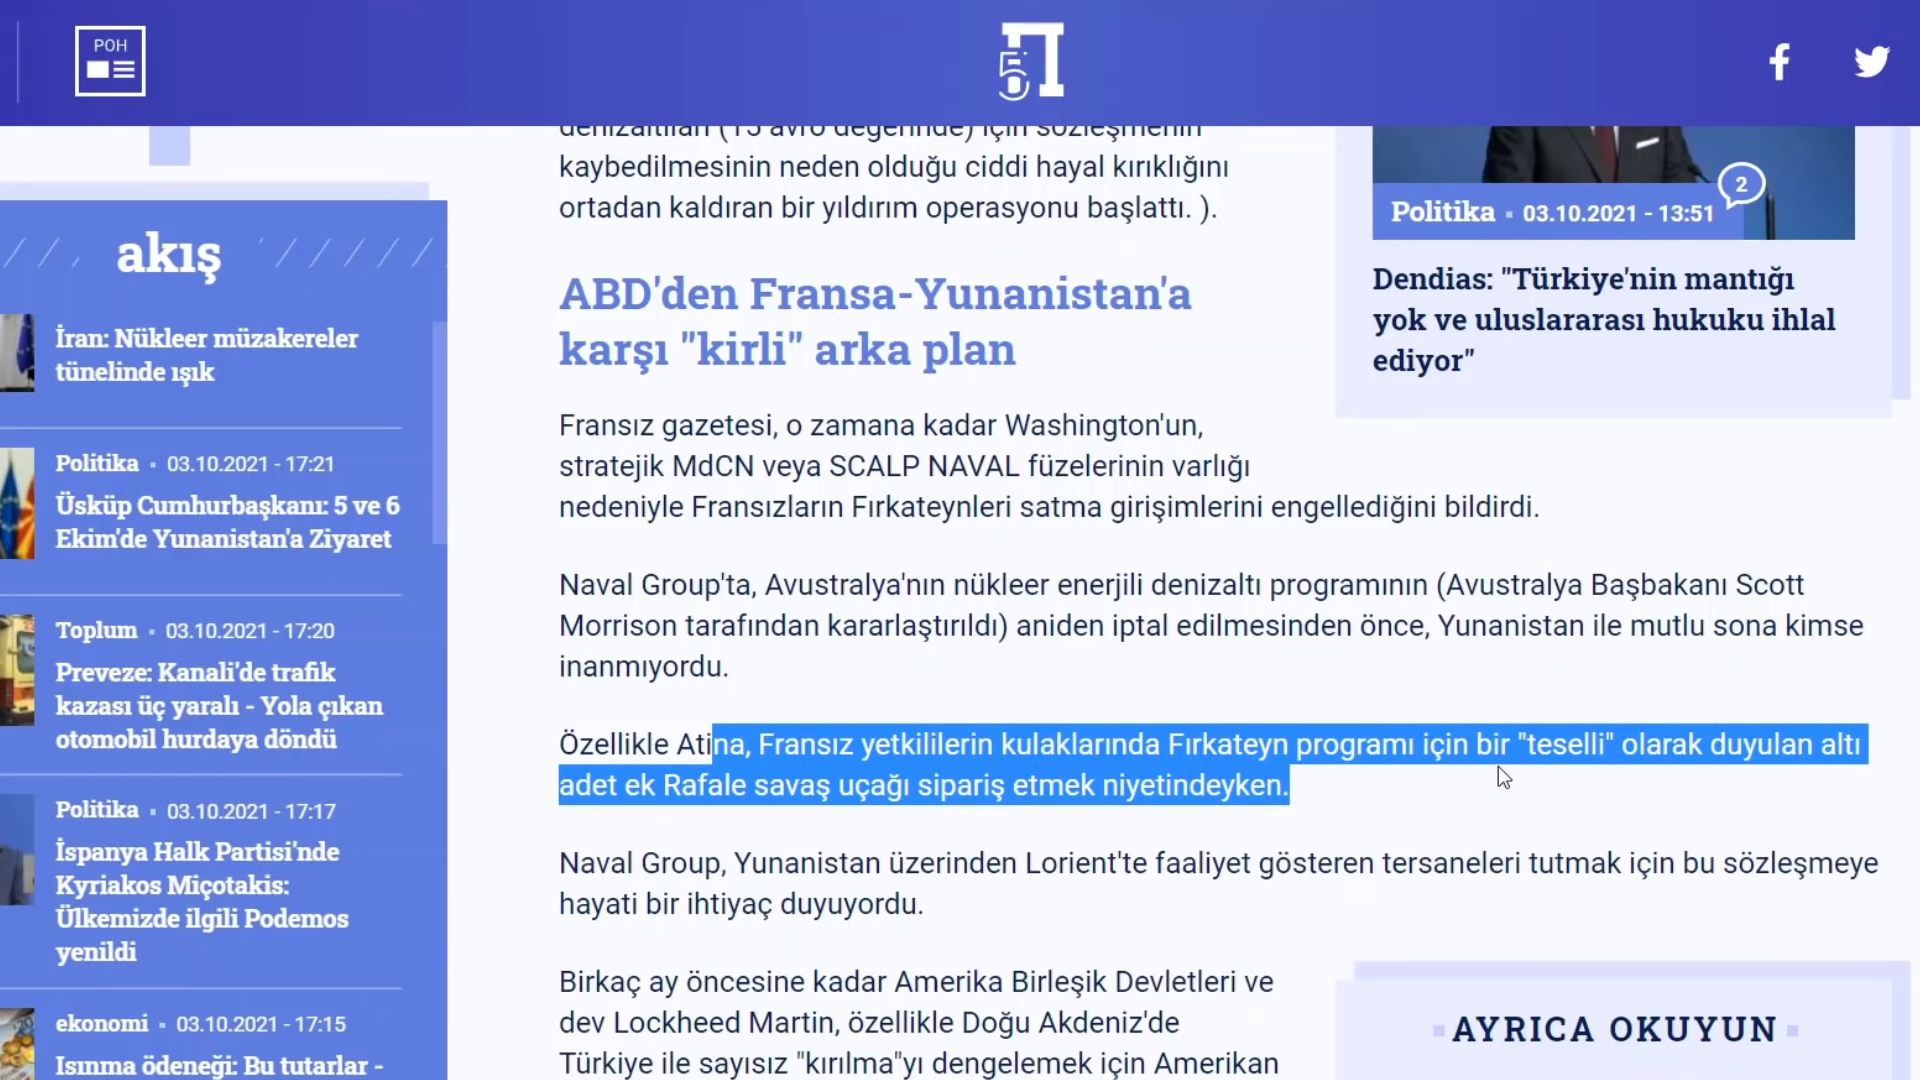 POH
5Π
akış
İran: Nükleer müzakereler
tünelinde ışık
Politika 03.10.2021 - 17:21
Üsküp Cumhurbaşkanı: 5 ve 6
Ekim'de Yunanistan'a Ziyaret
Toplum 03.10.2021 - 17:20
Preveze: Kanali'de trafik
kazası üç yaralı - Yola çıkan
otomobil hurdaya döndü
Politika 03.10.2021 - 17:17
İspanya Halk Partisi'nde
Kyriakos Miçotakis:
Ülkemizde ilgili Podemos
yenildi
ekonomi 03.10.2021 - 17:15
Isınma ödeneği: Bu tutarlar -
denizaltıları (15 avro değerinde) için sözleşmenin
kaybedilmesinin neden olduğu ciddi hayal kırıklığını
ortadan kaldıran bir yıldırım operasyonu başlattı. ).
ABD'den Fransa-Yunanistan'a
karşı "kirli" arka plan
Fransız gazetesi, o zamana kadar Washington'un,
stratejik MdCN veya SCALP NAVAL füzelerinin varlığı
nedeniyle Fransızların Fırkateynleri satma girişimlerini engellediğini bildirdi.
Naval Group'ta, Avustralya'nın nükleer enerjili denizaltı programının (Avustralya Başbakanı Scott
Morrison tarafından kararlaştırıldı) aniden iptal edilmesinden önce, Yunanistan ile mutlu sona kimse
inanmıyordu.
Özellikle Atina, Fransız yetkililerin kulaklarında Fırkateyn programı için bir "teselli" olarak duyulan altı
adet ek Rafale savaş uçağı sipariş etmek niyetindeyken.
Naval Group, Yunanistan üzerinden Lorient'te faaliyet gösteren tersaneleri tutmak için bu sözleşmeye
hayati bir ihtiyaç duyuyordu.
Birkaç ay öncesine kadar Amerika Birleşik Devletleri ve
dev Lockheed Martin, özellikle Doğu Akdeniz'de
Türkiye ile sayısız "kırılma"yı dengelemek için Amerikan
2
Politika 03.10.2021 - 13:51
Dendias: "Türkiye'nin mantığı
yok ve uluslararası hukuku ihlal
ediyor"
AYRICA OKUYUN